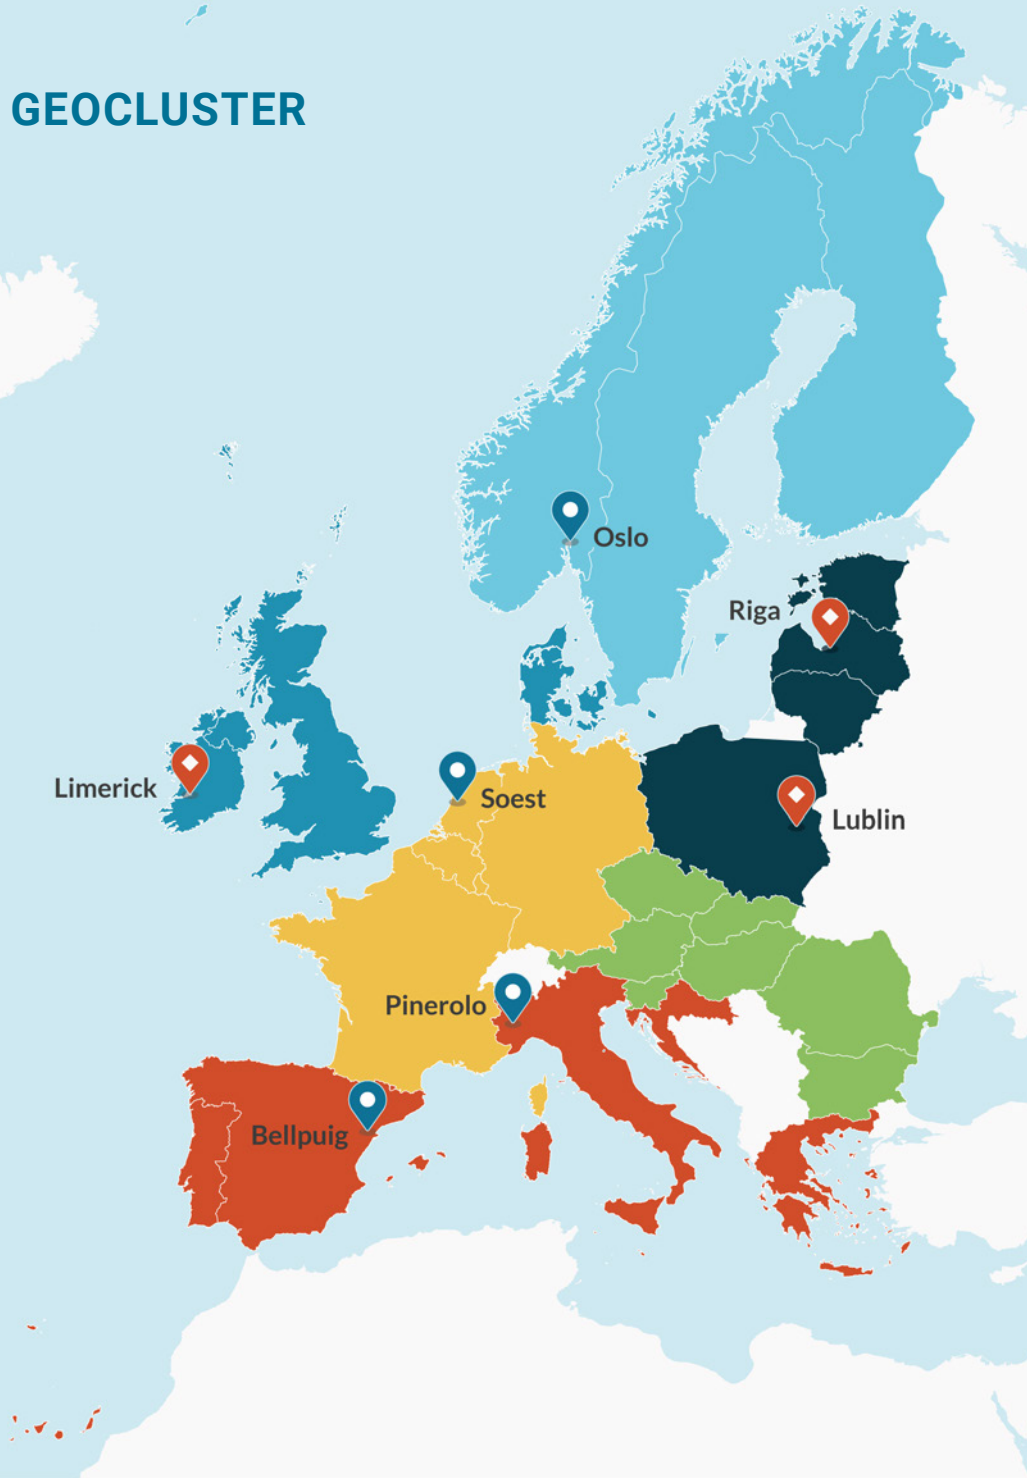 GEOCLUSTER
Oslo
Riga
Limerick
Soest
Lublin
Pinerolo
Bellpuig